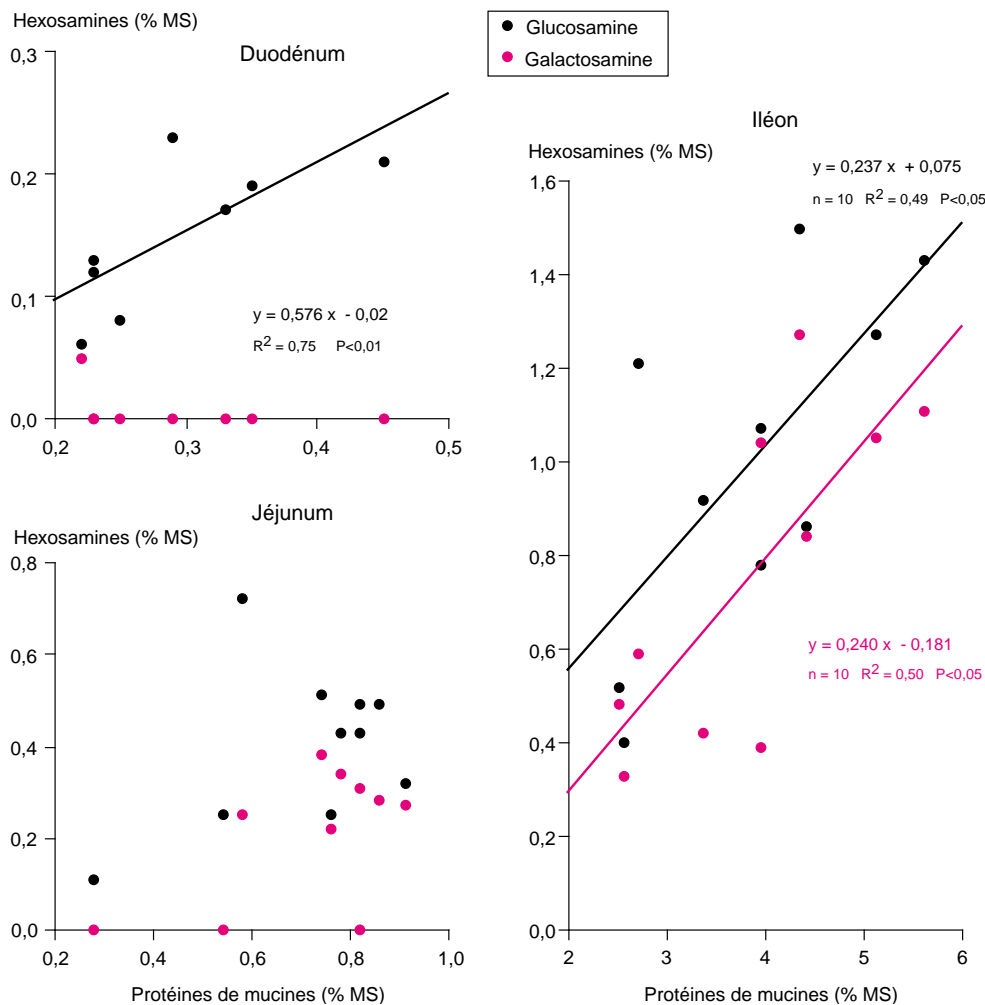 Hexosamines (% MS)
Duodénum
0,3
0,2
0,1
0,0
y = 0,576 x - 0,02
R2 = 0,75 P<0,01
0,2 0,3 0,4 0,5
Glucosamine
Galactosamine
Jéjunum
Hexosamines (% MS)
0,8
0,6
0,4
0,2
0,0
0,2 0,4 0,6 0,8 1,0
Protéines de mucines (% MS)
Iléon
Hexosamines (% MS)
y = 0,237 x + 0,075
n = 10 R2 = 0,49 P<0,05
1,6
1,4
1,2
1,0
0,8
0,6
0,4
0,2
0,0
y = 0,240 x - 0,181
n = 10 R2 = 0,50 P<0,05
2 3 4 5 6
Protéines de mucines (% MS)